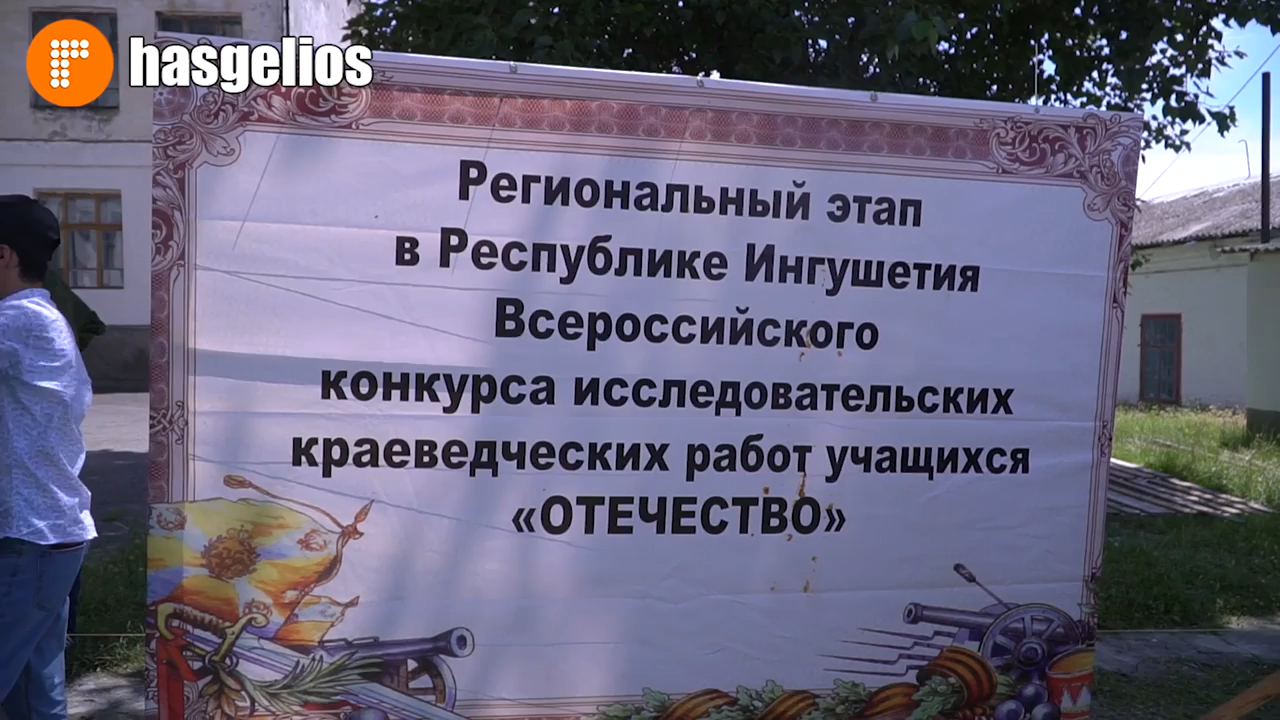 hasgelios
Региональный этап
в Республике Ингушетия
Всероссийского
конкурса исследовательских
краеведческих работ учащихся
«ОТЕЧЕСТВО»